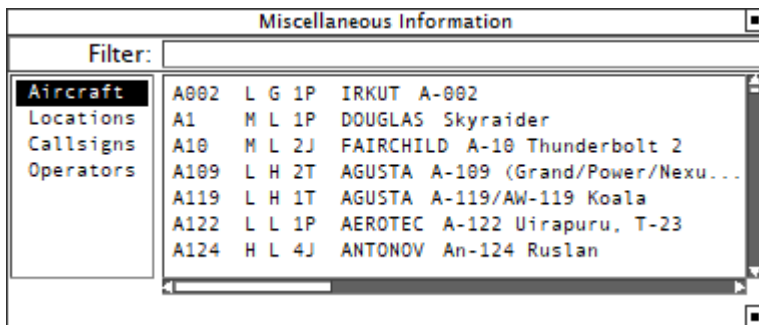 Miscellaneous Information
Filter:
Aircraft
Locations
Callsigns
Operators
A002 L G 1P IRKUT A-002
A1 M L 1P DOUGLAS Skyraider
A10 M L 2J FAIRCHILD A-10 Thunderbolt 2
A109 L H 2T AGUSTA A-109 (Grand/Power/Nexu...
A119 L H 1T AGUSTA A-119/AW-119 Koala
A122 L L 1P AEROTEC A-122 Uirapuru, T-23
A124 H L 4J ANTONOV An-124 Ruslan